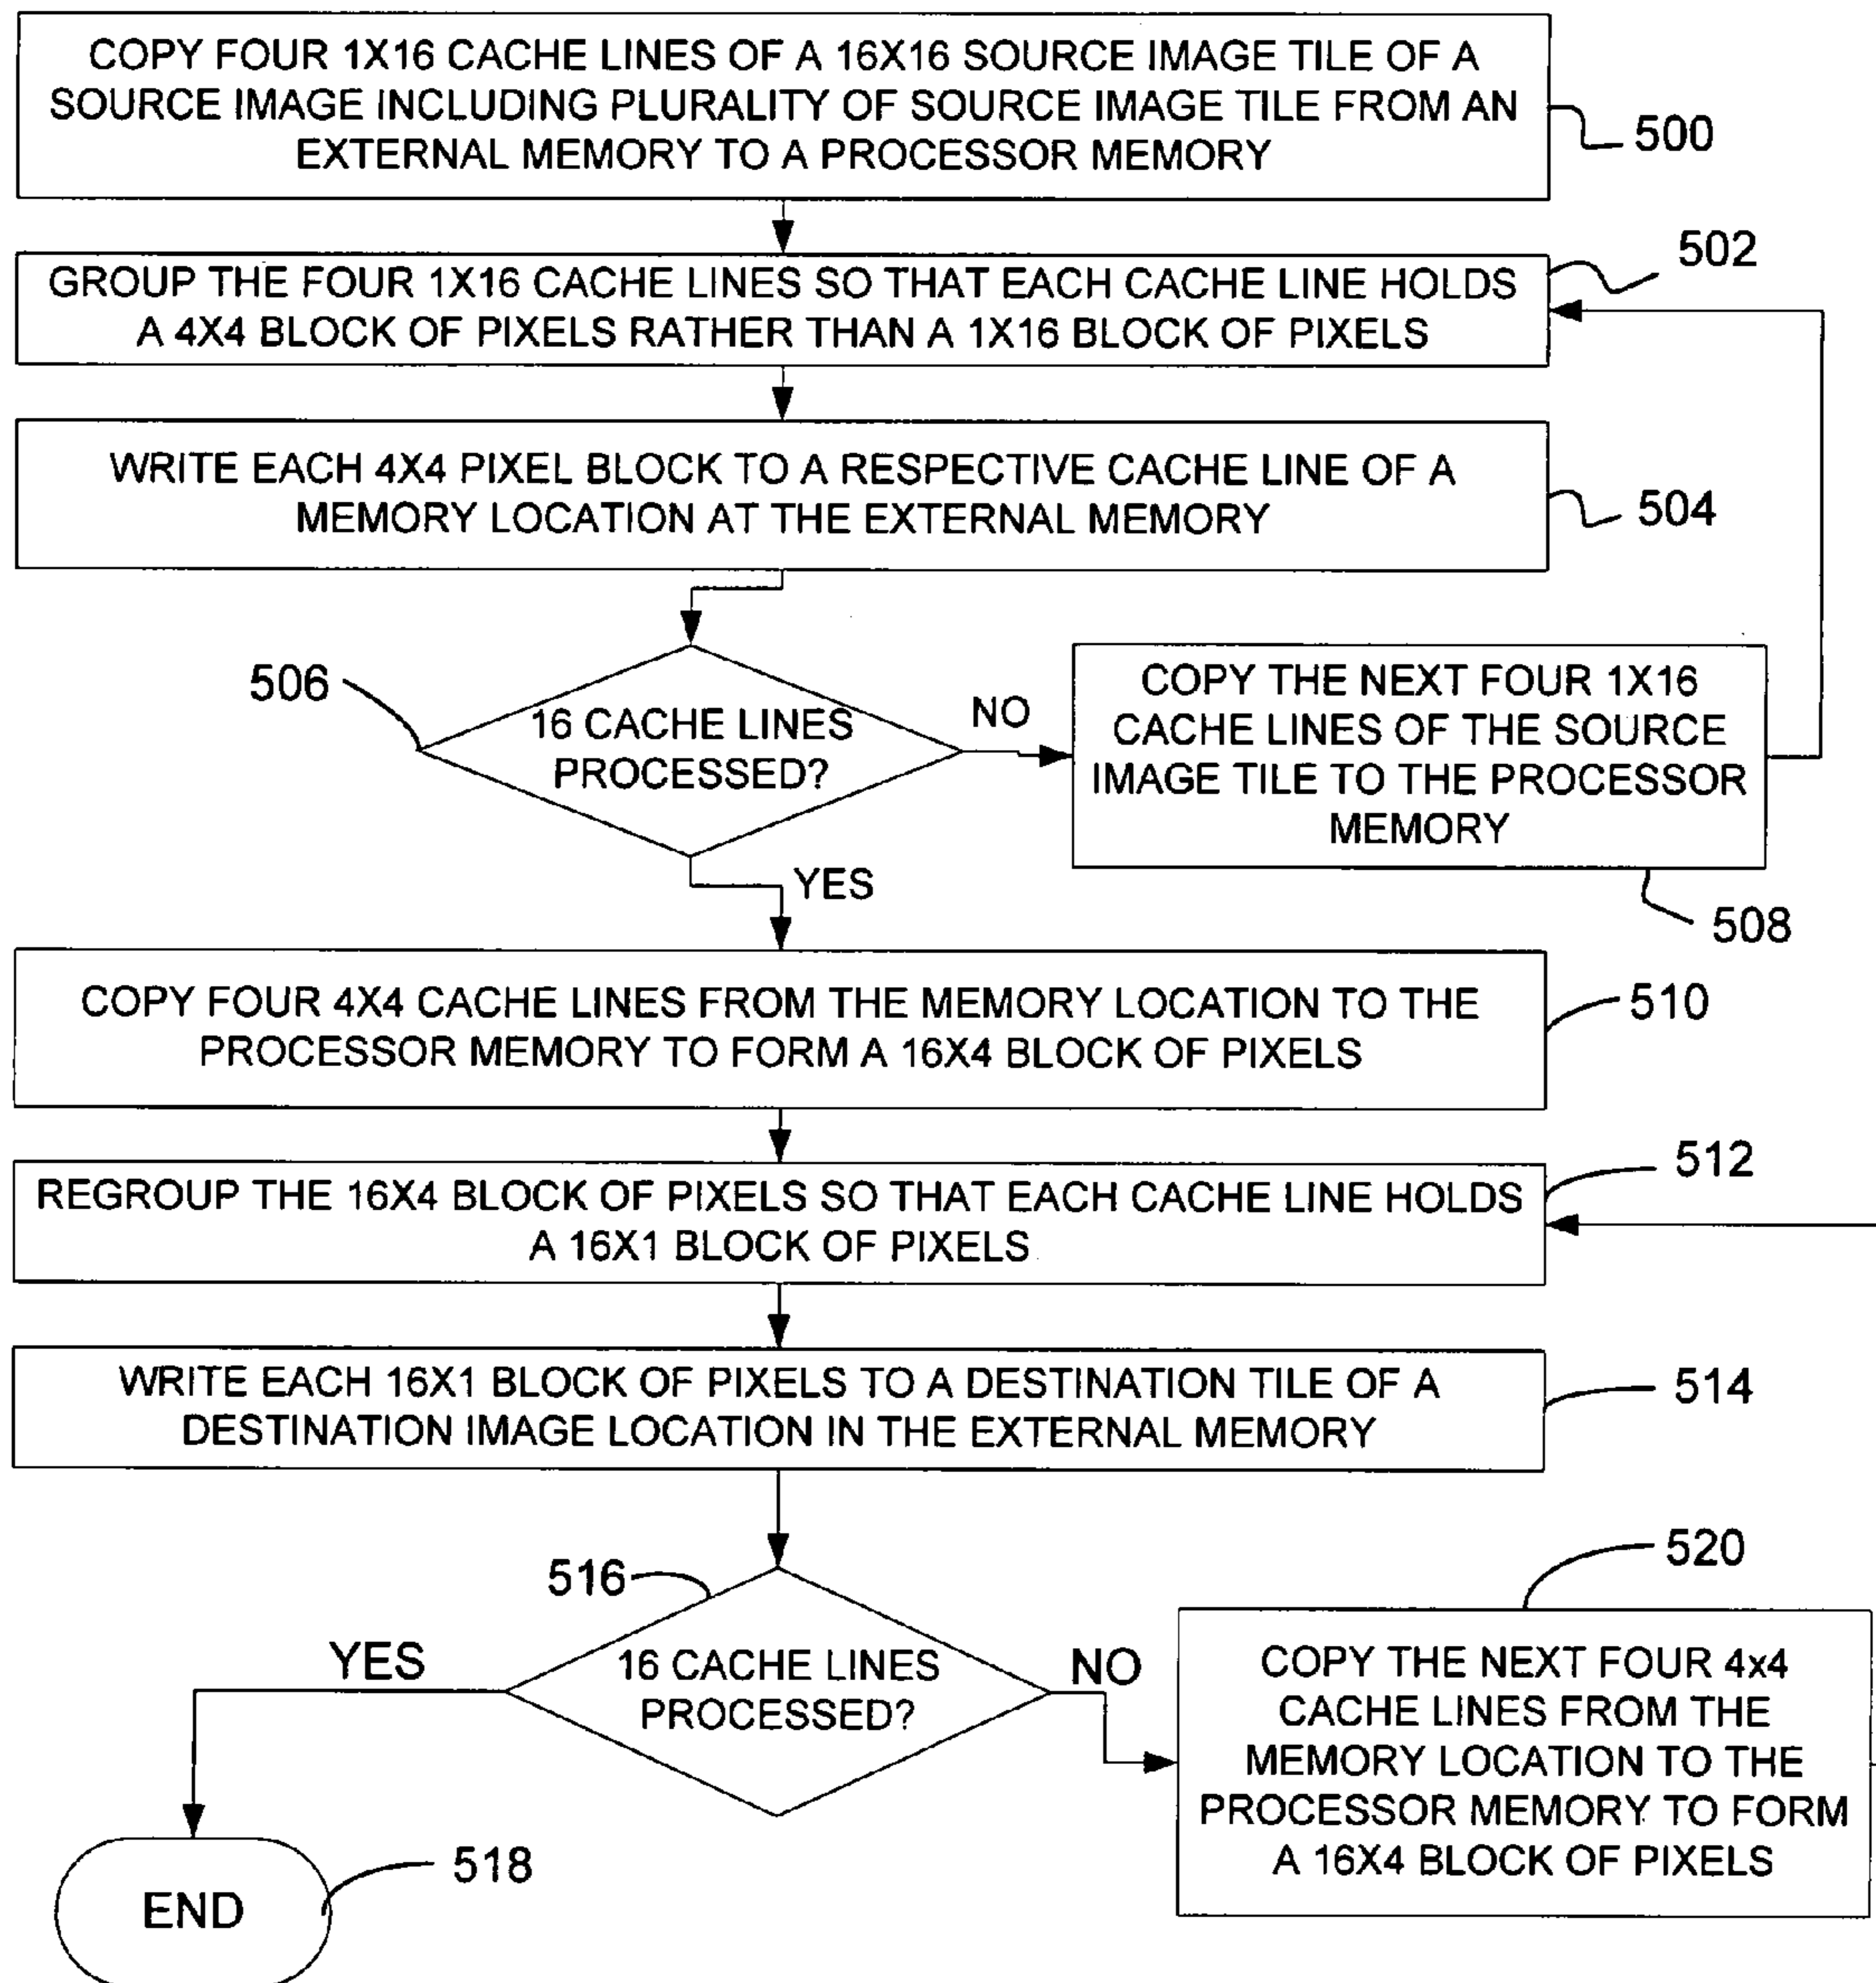 COPY FOUR 1X16 CACHE LINES OF A 16X16 SOURCE IMAGE TILE OF A
SOURCE IMAGE INCLUDING PLURALITY OF SOURCE IMAGE TILE FROM AN
EXTERNAL MEMORY TO A PROCESSOR MEMORY
500
502
GROUP THE FOUR 1X16 CACHE LINES SO THAT EACH CACHE LINE HOLDS
A 4X4 BLOCK OF PIXELS RATHER THAN A 1X16 BLOCK OF PIXELS
WRITE EACH 4X4 PIXEL BLOCK TO A RESPECTIVE CACHE LINE OF A
MEMORY LOCATION AT THE EXTERNAL MEMORY
504
506
16 CACHE LINES
PROCESSED?
NO
COPY THE NEXT FOUR 1X16
CACHE LINES OF THE SOURCE
IMAGE TILE TO THE PROCESSOR
MEMORY
YES
508
COPY FOUR 4X4 CACHE LINES FROM THE MEMORY LOCATION TO THE
PROCESSOR MEMORY TO FORM A 16X4 BLOCK OF PIXELS
510
512
REGROUP THE 16X4 BLOCK OF PIXELS SO THAT EACH CACHE LINE HOLDS
A 16X1 BLOCK OF PIXELS
WRITE EACH 16X1 BLOCK OF PIXELS TO A DESTINATION TILE OF A
DESTINATION IMAGE LOCATION IN THE EXTERNAL MEMORY
514
516
16 CACHE LINES
PROCESSED?
YES
NO
520
COPY THE NEXT FOUR 4x4
CACHE LINES FROM THE
MEMORY LOCATION TO THE
PROCESSOR MEMORY TO FORM
A 16X4 BLOCK OF PIXELS
END
518